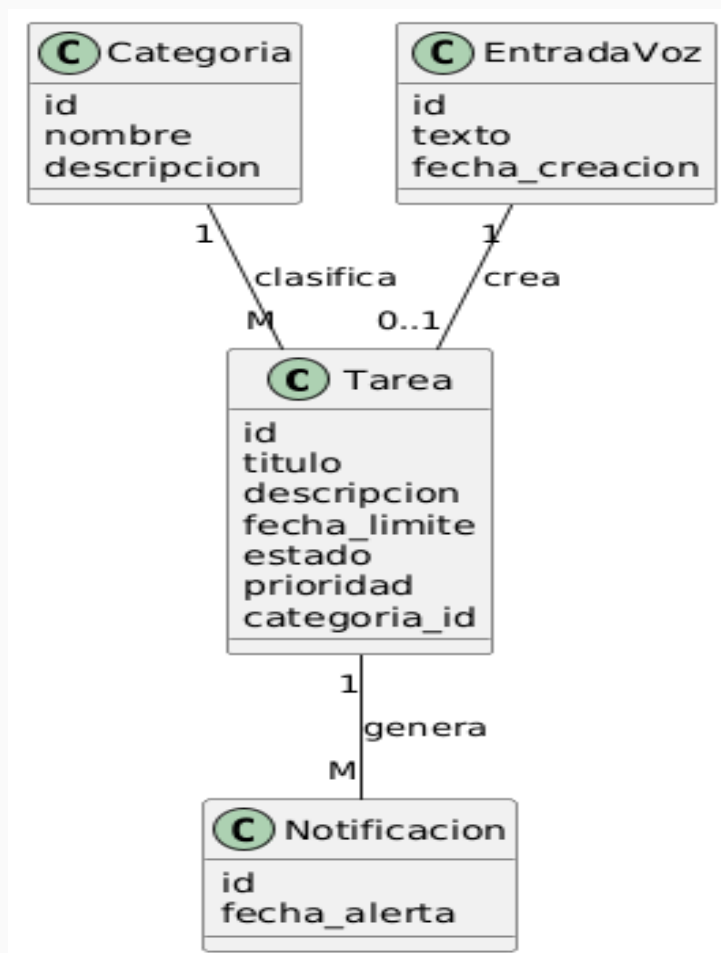 C Categoria
id
nombre
descripcion
C EntradaVoz
id
texto
fecha_creacion
1
1
clasifica
crea
M
0..1
C Tarea
id
titulo
descripcion
fecha_limite
estado
prioridad
categoria_id
1
genera
M
C Notificacion
id
fecha_alerta